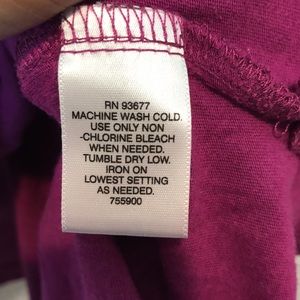 RN 93677
MACHINE WASH COLD.
USE ONLY NON
-CHLORINE BLEACH
WHEN NEEDED.
TUMBLE DRY LOW.
IRON ON
LOWEST SETTING
AS NEEDED.
755900